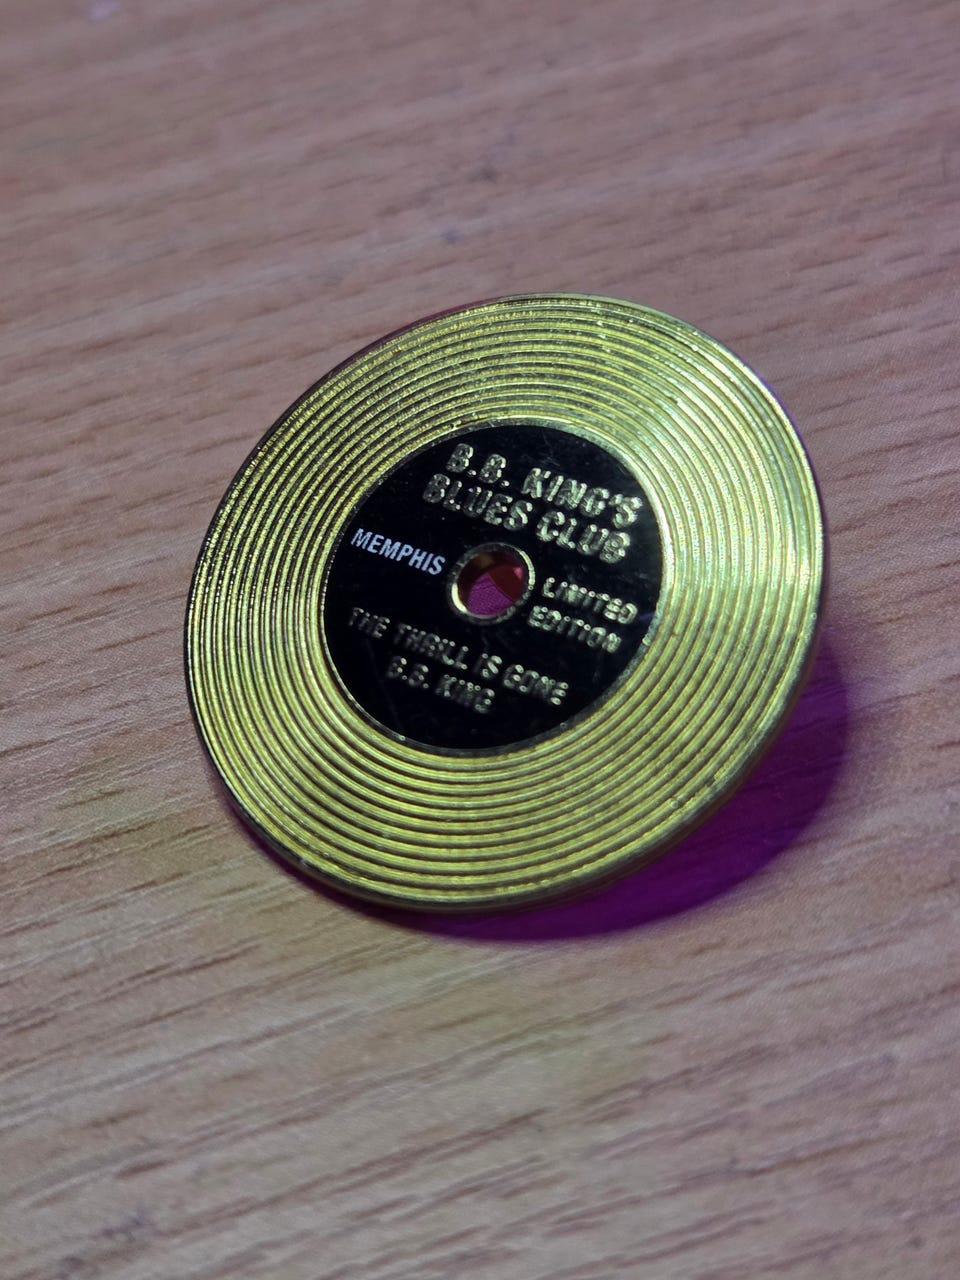 B.B. KING'S
BLUES CLUB
MEMPHIS
LIMITED
EDITION
THE THRILL IS GONE
B.B. KING